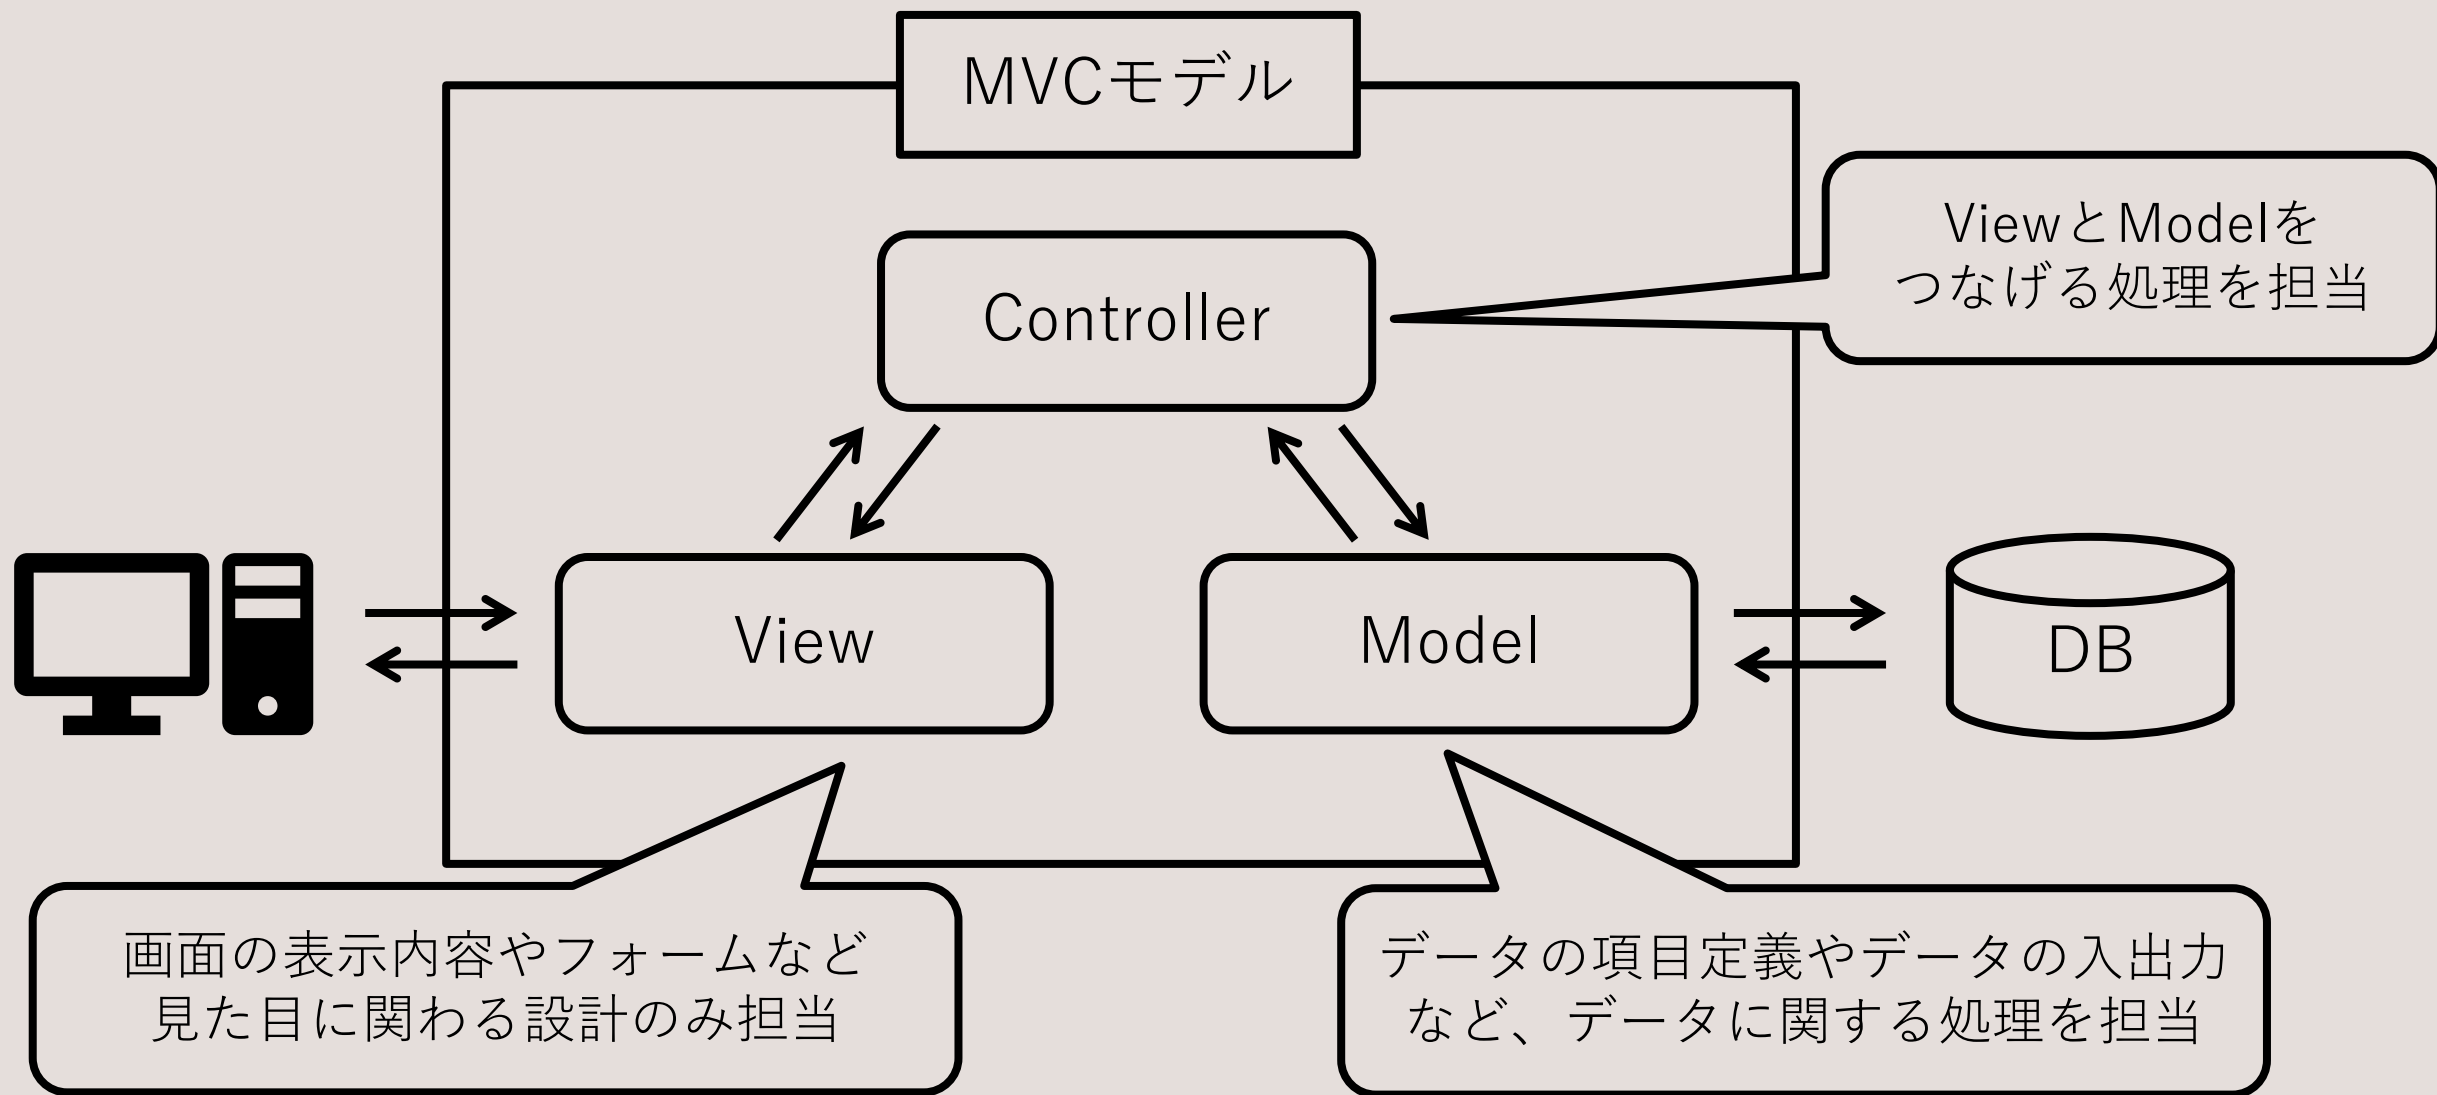 MVCモデル
ViewとModelを
つなげる処理を担当
Controller
View
Model
DB
画面の表示内容やフォームなど
見た目に関わる設計のみ担当
データの項目定義やデータの入出力
など、データに関する処理を担当